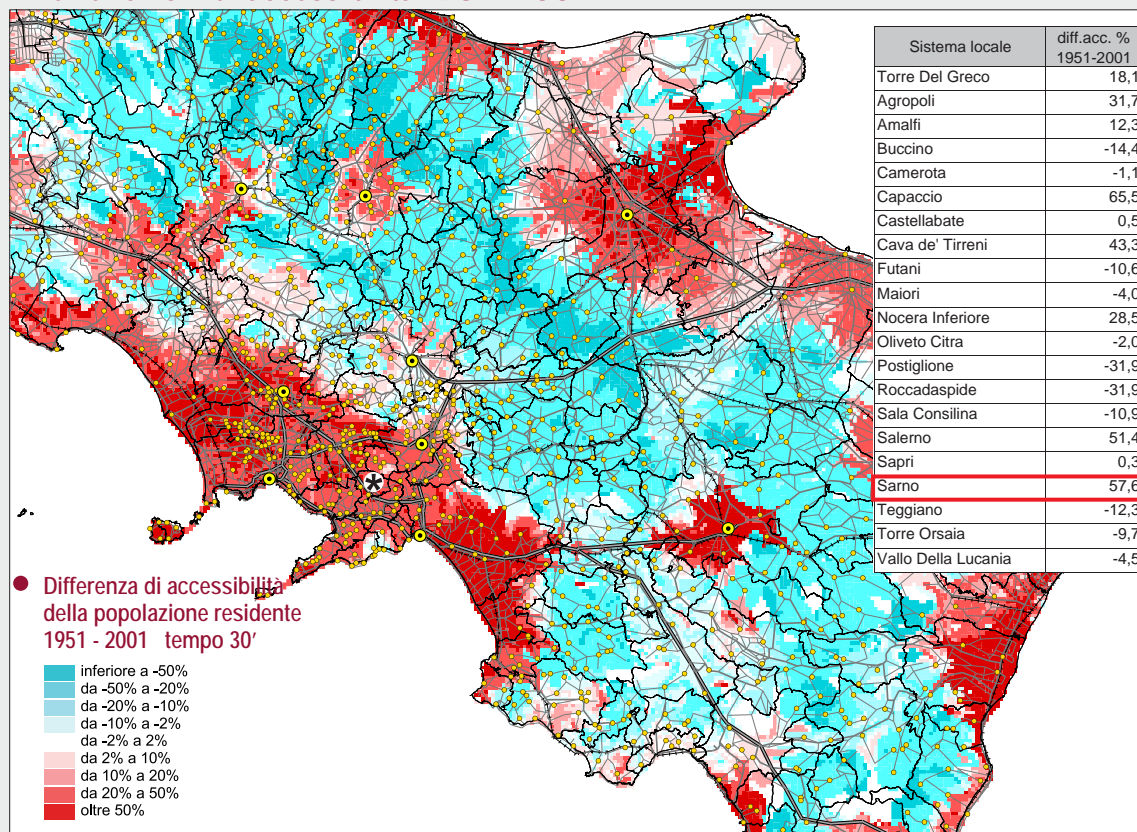 Sistema locale diff.acc. % 1951-2001
Torre Del Greco 18,1
Agropoli 31,7
Amalfi 12,3
Buccino -14,4
Camerota -1,1
Capaccio 65,5
Castellabate 0,5
Cava de' Tirreni 43,3
Futani -10,6
Maiori -4,0
Nocera Inferiore 28,5
Oliveto Citra -2,0
Postiglione -31,9
Roccadaspide -31,9
Sala Consilina -10,9
Salerno 51,4
Sapri 0,3
Sarno 57,6
Teggiano -12,3
Torre Orsaia -9,7
Vallo Della Lucania -4,5
Differenza di accessibilità
della popolazione residente
1951 - 2001 tempo 30'
inferiore a -50%
da -50% a -20%
da -20% a -10%
da -10% a -2%
da -2% a 2%
da 2% a 10%
da 10% a 20%
da 20% a 50%
oltre 50%